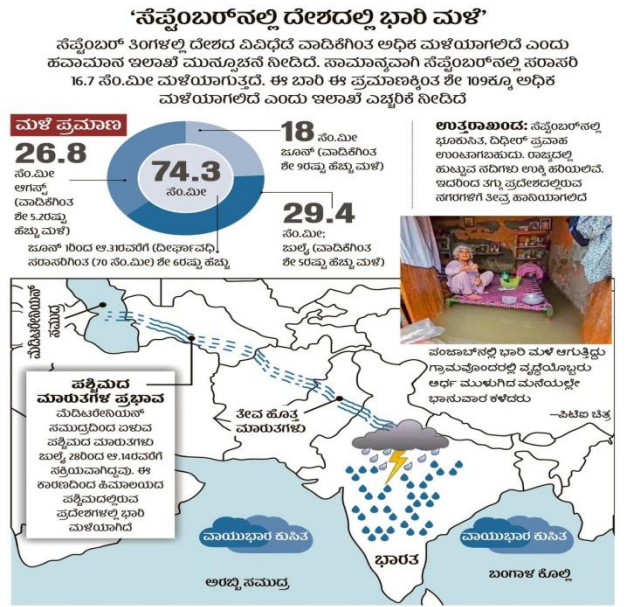 ‘ಸೆಪ್ಟೆಂಬರ್‌ನಲ್ಲಿ ದೇಶದಲ್ಲಿ ಭಾರಿ ಮಳೆ’
ಸೆಪ್ಟೆಂಬರ್ ತಿಂಗಳಲ್ಲಿ ದೇಶದ ವಿವಿಧೆಡೆ ವಾಡಿಕೆಗಿಂತ ಅಧಿಕ ಮಳೆಯಾಗಲಿದೆ ಎಂದು
ಹವಾಮಾನ ಇಲಾಖೆ ಮುನ್ಸೂಚನೆ ನೀಡಿದೆ. ಸಾಮಾನ್ಯವಾಗಿ ಸೆಪ್ಟೆಂಬರ್‌ನಲ್ಲಿ ಸರಾಸರಿ
16.7 ಸೆಂ.ಮೀ ಮಳೆಯಾಗುತ್ತದೆ. ಈ ಬಾರಿ ಈ ಪ್ರಮಾಣಕ್ಕಿಂತ ಶೇ 109ಕ್ಕೂ ಅಧಿಕ
ಮಳೆಯಾಗಲಿದೆ ಎಂದು ಇಲಾಖೆ ಎಚ್ಚರಿಕೆ ನೀಡಿದೆ
ಮಳೆ ಪ್ರಮಾಣ
26.8
ಸೆಂ.ಮೀ
ಆಗಸ್ಟ್
(ವಾಡಿಕೆಗಿಂತ
ಶೇ 5.2ರಷ್ಟು
ಹೆಚ್ಚು ಮಳೆ)
74.3
ಸೆಂ.ಮೀ
18 ಸೆಂ.ಮೀ
ಜೂನ್ (ವಾಡಿಕೆಗಿಂತ
ಶೇ 9ರಷ್ಟು ಹೆಚ್ಚು ಮಳೆ)
29.4
ಸೆಂ.ಮೀ;
ಜುಲೈ (ವಾಡಿಕೆಗಿಂತ
ಶೇ 5ರಷ್ಟು ಹೆಚ್ಚು ಮಳೆ)
ಜೂನ್ 1ರಿಂದ ಆ.31ರವರೆಗೆ (ದೀರ್ಘಾವಧಿ
ಸರಾಸರಿಗಿಂತ (70 ಸೆಂ.ಮೀ) ಶೇ 6ರಷ್ಟು ಹೆಚ್ಚು
ಉತ್ತರಾಖಂಡ: ಸೆಪ್ಟೆಂಬರ್‌ನಲ್ಲಿ
ಭೂಕುಸಿತ, ದಿಢೀರ್ ಪ್ರವಾಹ
ಉಂಟಾಗಬಹುದು. ರಾಜ್ಯದಲ್ಲಿ
ಹುಟ್ಟುವ ನದಿಗಳು ಉಕ್ಕಿ ಹರಿಯಲಿವೆ.
ಇದರಿಂದ ತಗ್ಗು ಪ್ರದೇಶದಲ್ಲಿರುವ
ನಗರಗಳಿಗೆ ತೀವ್ರ ಹಾನಿಯಾಗಲಿದೆ
ಪಂಜಾಬ್‌ನಲ್ಲಿ ಭಾರಿ ಮಳೆ ಆಗುತ್ತಿದ್ದು
ಗ್ರಾಮವೊಂದರಲ್ಲಿ ವೃದ್ಧೆಯೊಬ್ಬರು
ಅರ್ಧ ಮುಳುಗಿದ ಮನೆಯಲ್ಲೇ
ಭಾನುವಾರ ಕಳೆದರು
–ಪಿಟಿಐ ಚಿತ್ರ
ಮೆಡಿಟರೇನಿಯನ್
ಸಮುದ್ರ
ಪಶ್ಚಿಮದ
ಮಾರುತಗಳ ಪ್ರಭಾವ
ಮೆಡಿಟರೇನಿಯನ್
ಸಮುದ್ರದಿಂದ ಏಳುವ
ಪಶ್ಚಿಮದ ಮಾರುತಗಳು
ಜುಲೈ 28ರಿಂದ ಆ.14ರವರೆಗೆ
ಸಕ್ರಿಯವಾಗಿದ್ದವು. ಈ
ಕಾರಣದಿಂದ ಹಿಮಾಲಯದ
ಪಶ್ಚಿಮದಲ್ಲಿರುವ
ಪ್ರದೇಶಗಳಲ್ಲಿ ಭಾರಿ
ಮಳೆಯಾಗಿದೆ
ತೇವ ಹೊತ್ತ
ಮಾರುತಗಳು
ವಾಯುಭಾರ ಕುಸಿತ
ಅರಬ್ಬಿ ಸಮುದ್ರ
ಭಾರತ
ವಾಯುಭಾರ ಕುಸಿತ
ಬಂಗಾಳ ಕೊಲ್ಲಿ